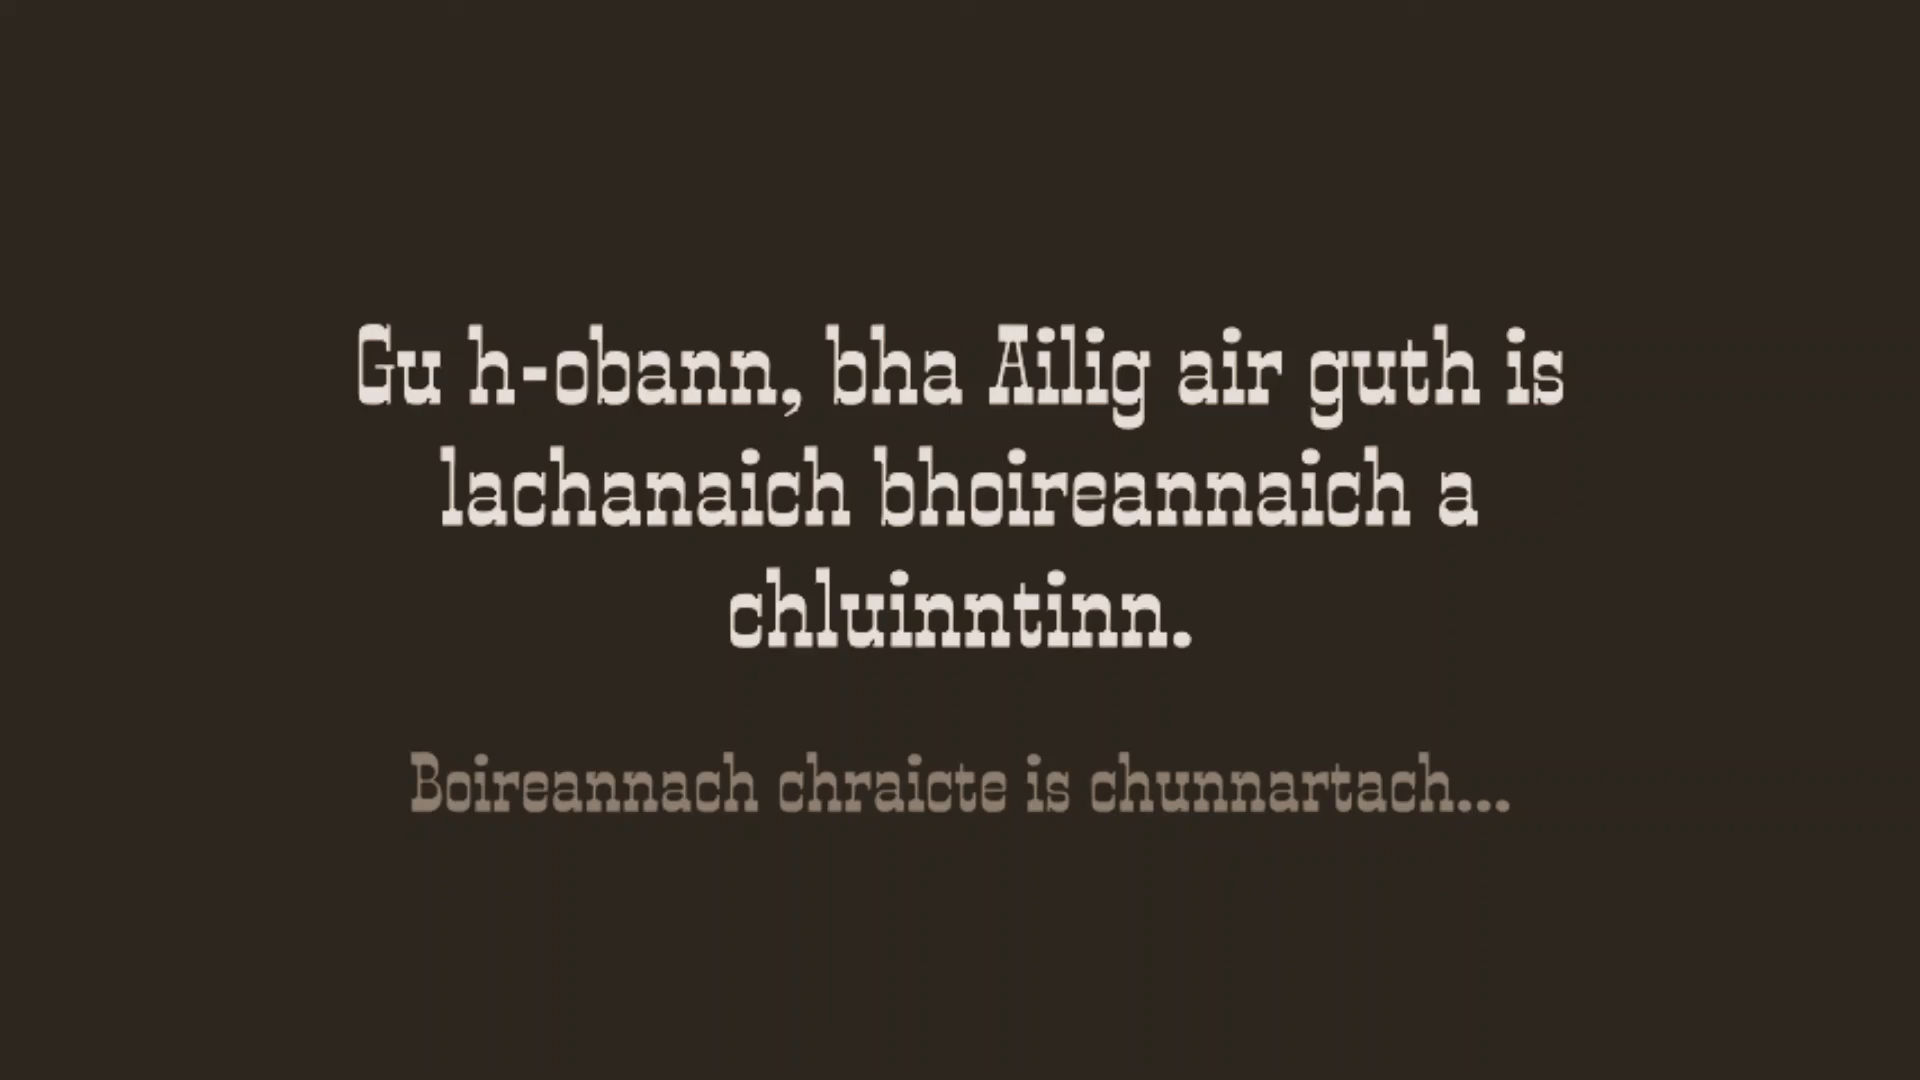 Gu h-obann, bha Ailig air guth is
lachanaich bhoireannaich a
chluinntinn.
Boireannach chraicte is chunnartach...